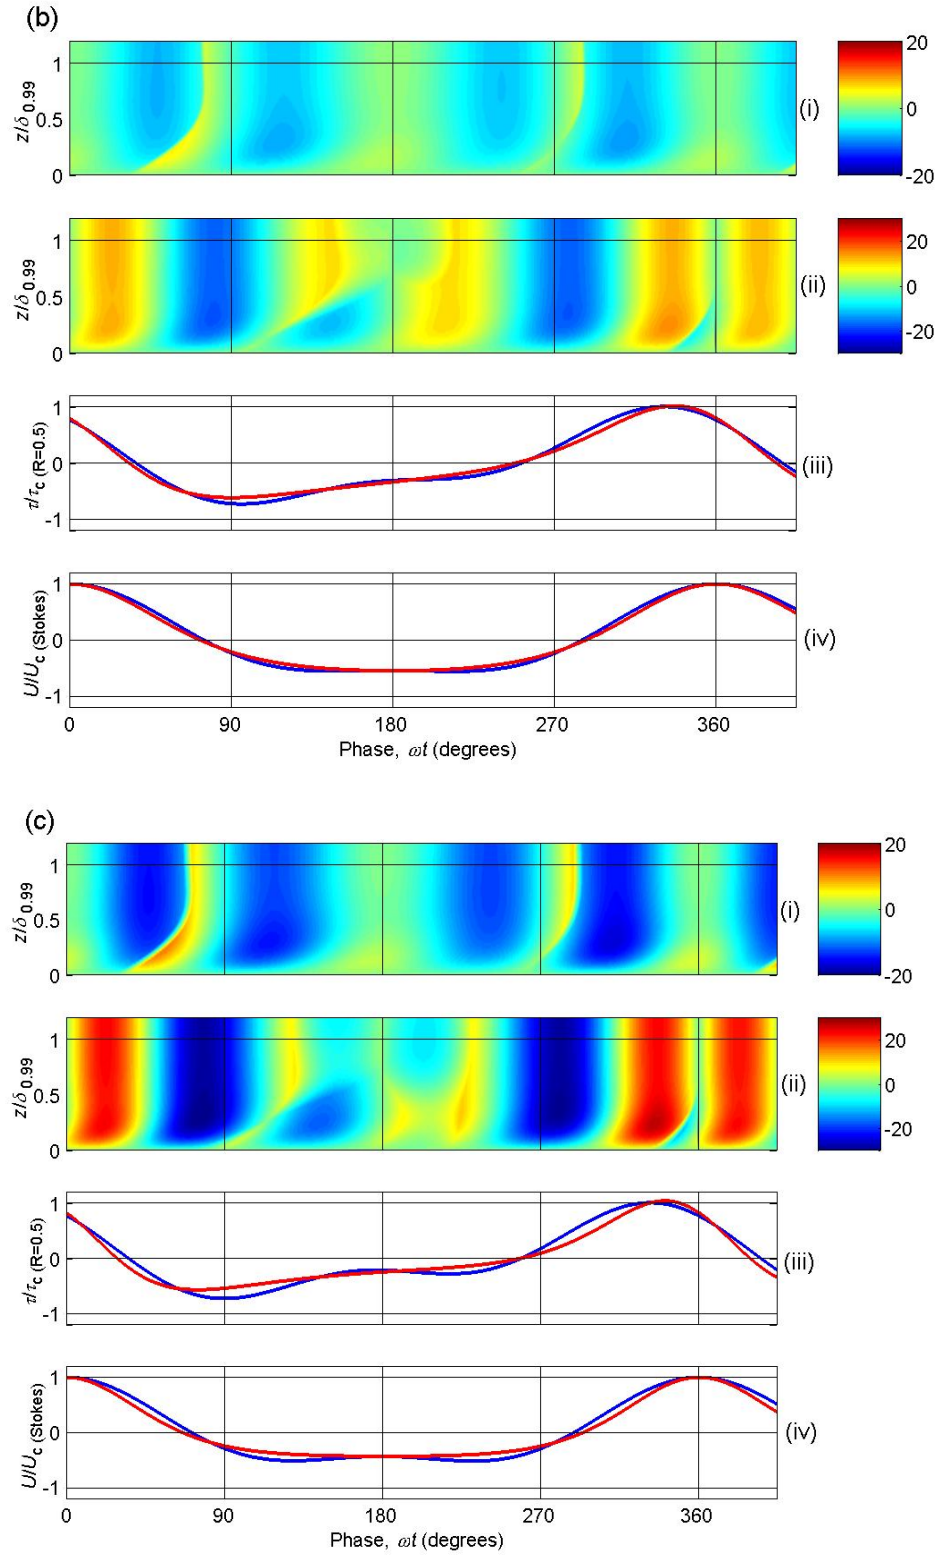 (b)
z/δ0.99
1
0.5
0
20
0
-20
(i)
z/δ0.99
1
0.5
0
20
0
-20
(ii)
τ/τc (R=0.5)
1
0
-1
(iii)
U/Uc (Stokes)
1
0
-1
(iv)
0 90 180 270 360
Phase, ωt (degrees)
(c)
z/δ0.99
1
0.5
0
20
0
-20
(i)
z/δ0.99
1
0.5
0
20
0
-20
(ii)
τ/τc (R=0.5)
1
0
-1
(iii)
U/Uc (Stokes)
1
0
-1
(iv)
0 90 180 270 360
Phase, ωt (degrees)